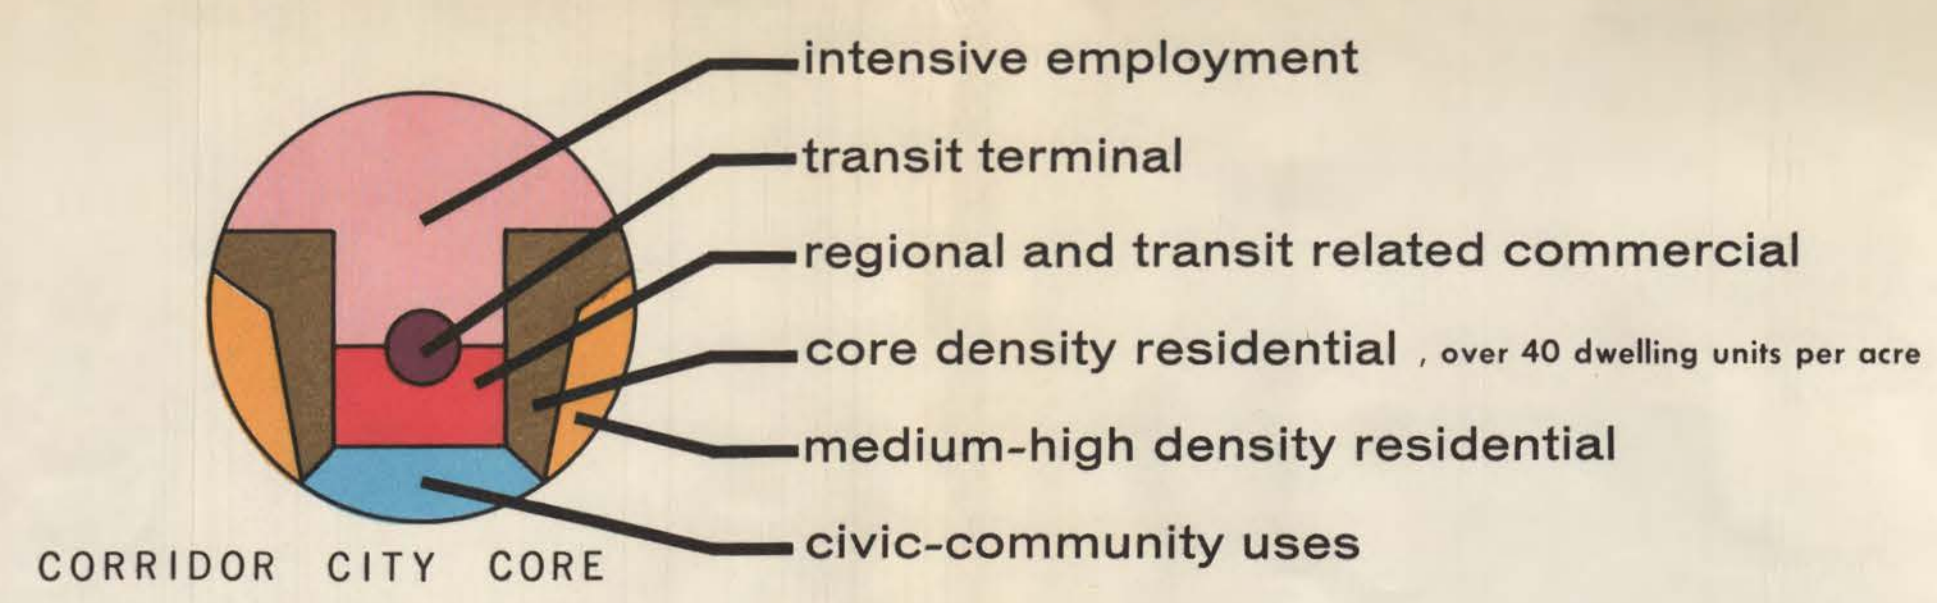 intensive employment
transit terminal
regional and transit related commercial
core density residential , over 40 dwelling units per acre
medium-high density residential
civic-community uses
CORRIDOR CITY CORE